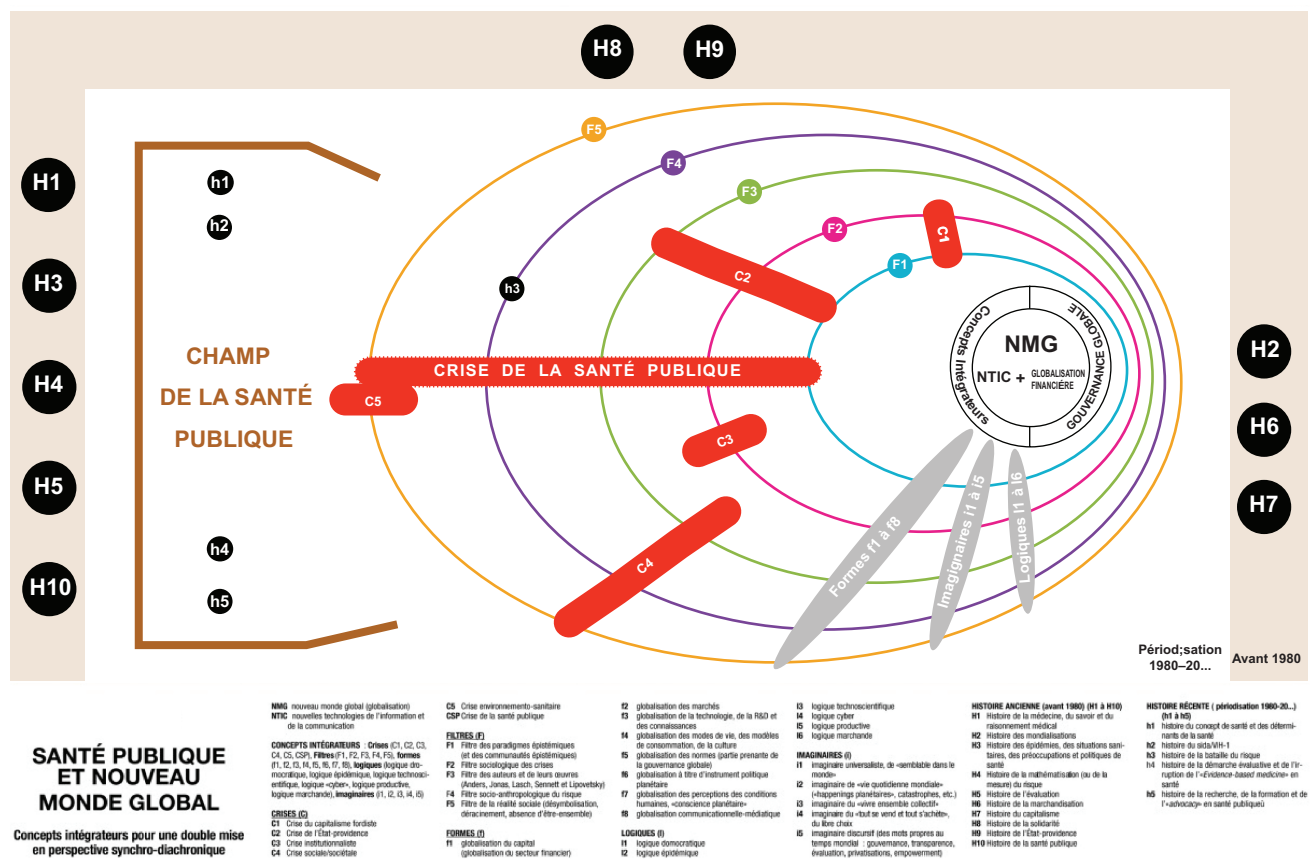 H8
H9
H1
H3
H4
H5
H10
H2
H6
H7
h1
h2
h3
h4
h5
F5
F4
F3
F2
F1
C1
C2
C3
C4
C5
CRISE DE LA SANTÉ PUBLIQUE
CHAMP
DE LA SANTÉ
PUBLIQUE
Concepts Intégrateurs
GOUVERNANCE GLOBALE
NMG
NTIC + GLOBALISATION
FINANCIÈRE
Formes f1 à f8
Imagignaires i1 à i5
Logiques l1 à l6
Périod;sation
1980–20...
Avant 1980
SANTÉ PUBLIQUE
ET NOUVEAU
MONDE GLOBAL
Concepts intégrateurs pour une double mise
en perspective synchro-diachronique
NMG nouveau monde global (globalisation)
NTIC nouvelles technologies de l'information et
de la communication
CONCEPTS INTÉGRATEURS : Crises (C1, C2, C3,
C4, C5, CSP), Filtres (F1, F2, F3, F4, F5), formes
(f1, f2, f3, f4, f5, f6, f7, f8), logiques (logique do-
mocratique, logique épidémique, logique technosci-
entifique, logique «cyber», logique productive,
logique marchande), imaginaires (i1, i2, i3, i4, i5)
CRISES (C)
C1 Crise du capitalisme fordiste
C2 Crise de l'État-providence
C3 Crise institutionnaliste
C4 Crise sociale/sociétale
C5 Crise environnemento-sanitaire
CSP Crise de la santé publique
FILTRES (F)
F1 Filtre des paradigmes épistémiques
(et des communautés épistémiques)
F2 Filtre sociologique des crises
F3 Filtre des auteurs et de leurs œuvres
(Anders, Jonas, Lasch, Sennett et Lipovetsky)
F4 Filtre socio-anthropologique du risque
F5 Filtre de la réalité sociale (désymbolisation,
déracinement, absence d'être-ensemble)
FORMES (f)
f1 globalisation du capital
(globalisation du secteur financier)
f2 globalisation des marchés
f3 globalisation de la technologie, de la R&D et
des connaissances
f4 globalisation des modes de vie, des modèles
de consommation, de la culture
f5 globalisation des normes (partie prenante de
la gouvernance globale)
f6 globalisation à titre d'instrument politique
planétaire
f7 globalisation des perceptions des conditions
humaines, «conscience planétaire»
f8 globalisation communicationnelle-médiatique
LOGIQUES (l)
l1 logique domocratique
l2 logique épidémique
l3 logique technoscientifique
l4 logique cyber
l5 logique productive
l6 logique marchande
IMAGINAIRES (i)
i1 imaginaire universaliste, de «semblable dans le
monde»
i2 imaginaire de «vie quotidienne mondiale»
(«happenings planétaires», catastrophes, etc.)
i3 imaginaire du «vivre ensemble collectif»
i4 imaginaire du «tout se vend et tout s'achète»,
du libre choix
i5 imaginaire discursif (des mots propres au
temps mondial : gouvernance, transparence,
évaluation, privatisations, empowerment)
HISTOIRE ANCIENNE (avant 1980) (H1 à H10)
H1 Histoire de la médecine, du savoir et du
raisonnement médical
H2 Histoire des mondialisations
H3 Histoire des épidémies, des situations sani-
taires, des préoccupations et politiques de
santé
H4 Histoire de la mathématisation (ou de la
mesure) du risque
H5 Histoire de l'évaluation
H6 Histoire de la marchandisation
H7 Histoire du capitalisme
H8 Histoire de la solidarité
H9 Histoire de l'État-providence
H10 Histoire de la santé publique
HISTOIRE RÉCENTE ( périodisation 1980-20...)
(h1 à h5)
h1 histoire du concept de santé et des détermi-
nants de la santé
h2 histoire du sida/VIH-1
h3 histoire de la bataille du risque
h4 histoire de la démarche évaluative et de l'ir-
ruption de l'«Evidence-based medicine» en
santé
h5 histoire de la recherche, de la formation et de
l'«advocacy» en santé publiqueù